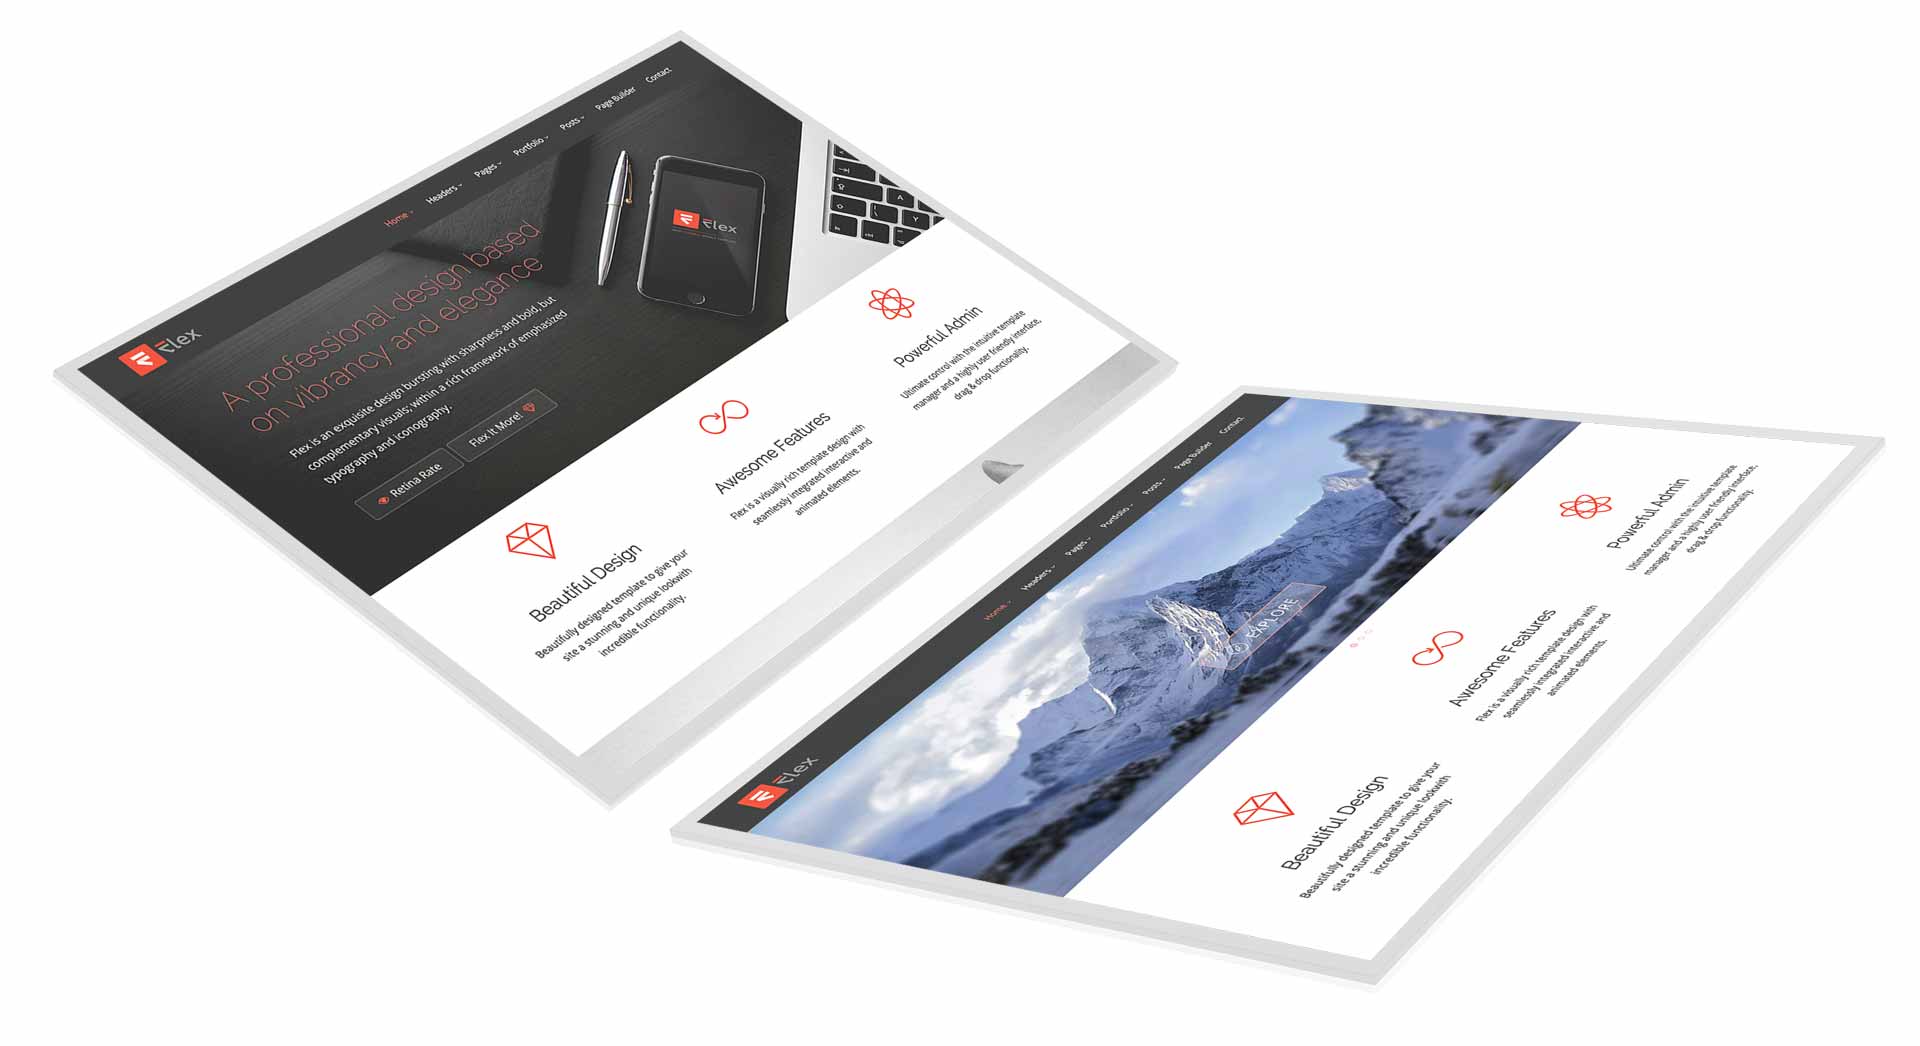 Flex
Home
Headers
Pages
Portfolio
Posts
Page Builder
Contact
A professional design based
on vibrancy and elegance
Flex is an exquisite design bursting with sharpness and bold, but
complementary visuals; within a rich framework of emphasized
typography and iconography.
Retina Rate
Flex It More!
Flex
Beautiful Design
Beautifully designed template to give your
site a stunning and unique lookwith
incredible functionality.
Awesome Features
Flex is a visually rich template design with
seamlessly integrated interactive and
animated elements.
Powerful Admin
Ultimate control with the intuitive template
manager and a highly user friendly interface,
drag & drop functionality.
Flex
Home
Headers
Pages
Portfolio
Posts
Page Builder
Contact
EXPLORE
Beautiful Design
Beautifully designed template to give your
site a stunning and unique lookwith
incredible functionality.
Awesome Features
Flex is a visually rich template design with
seamlessly integrated interactive and
animated elements.
Powerful Admin
Ultimate control with the intuitive template
manager and a highly user friendly interface,
drag & drop functionality.